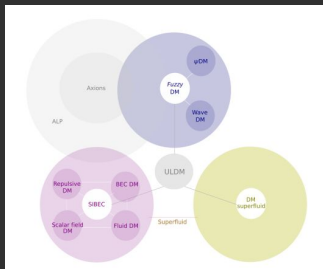 ψDM
Axions
Fuzzy
DM
Wave
DM
ALP
ULDM
Repulsive
DM
BEC DM
SIBEC
DM
superfluid
Scalar field
DM
Fluid DM
Superfluid